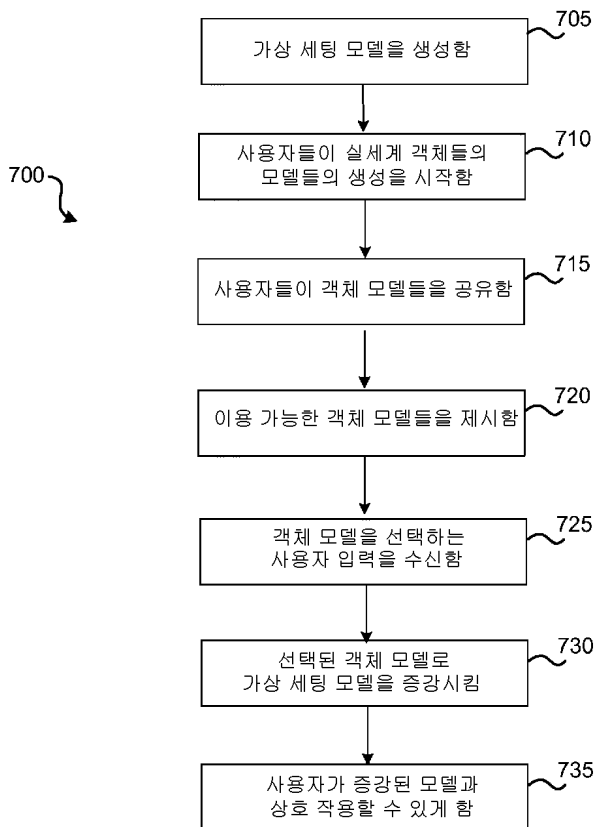 705
가상 세팅 모델을 생성함
710
사용자들이 실세계 객체들의
모델들의 생성을 시작함
700
715
사용자들이 객체 모델들을 공유함
720
이용 가능한 객체 모델들을 제시함
725
객체 모델을 선택하는
사용자 입력을 수신함
730
선택된 객체 모델로
가상 세팅 모델을 증강시킴
735
사용자가 증강된 모델과
상호 작용할 수 있게 함